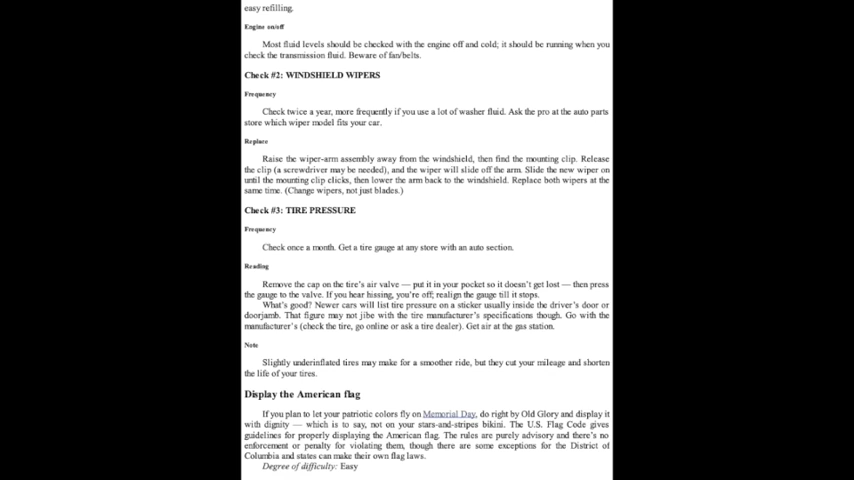 easy refilling.
Engine on/off
Most fluid levels should be checked with the engine off and cold; it should be running when you
check the transmission fluid. Beware of fan/belts.
Check #2: WINDSHIELD WIPERS
Frequency
Check twice a year, more frequently if you use a lot of washer fluid. Ask the pro at the auto parts
store which wiper model fits your car.
Replace
Raise the wiper-arm assembly away from the windshield, then find the mounting clip. Release
the clip (a screwdriver may be needed), and the wiper will slide off the arm. Slide the new wiper on
until the mounting clip clicks, then lower the arm back to the windshield. Replace both wipers at the
same time. (Change wipers, not just blades.)
Check #3: TIRE PRESSURE
Frequency
Check once a month. Get a tire gauge at any store with an auto section.
Reading
Remove the cap on the tire's air valve — put it in your pocket so it doesn't get lost — then press
the gauge to the valve. If you hear hissing, you're off; realign the gauge till it stops.
What's good? Newer cars will list tire pressure on a sticker usually inside the driver's door or
doorjamb. That figure may not jibe with the tire manufacturer's specifications though. Go with the
manufacturer's (check the tire, go online or ask a tire dealer). Get air at the gas station.
Note
Slightly underinflated tires may make for a smoother ride, but they cut your mileage and shorten
the life of your tires.
Display the American flag
If you plan to let your patriotic colors fly on Memorial Day, do right by Old Glory and display it
with dignity — which is to say, not on your stars-and-stripes bikini. The U.S. Flag Code gives
guidelines for properly displaying the American flag. The rules are purely advisory and there's no
enforcement or penalty for violating them, though there are some exceptions for the District of
Columbia and states can make their own flag laws.
Degree of difficulty: Easy